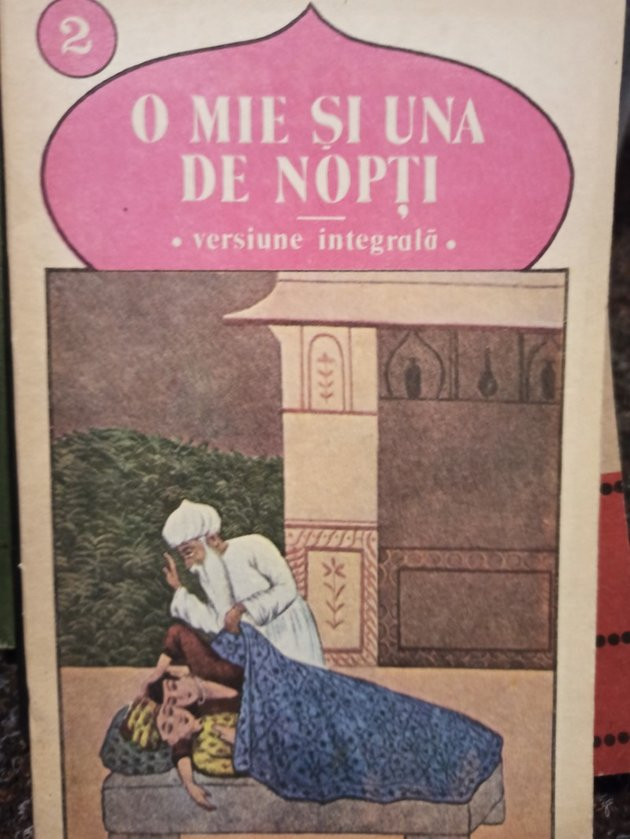 2
O MIE ȘI UNA
DE NOPȚI
• versiune integrală •